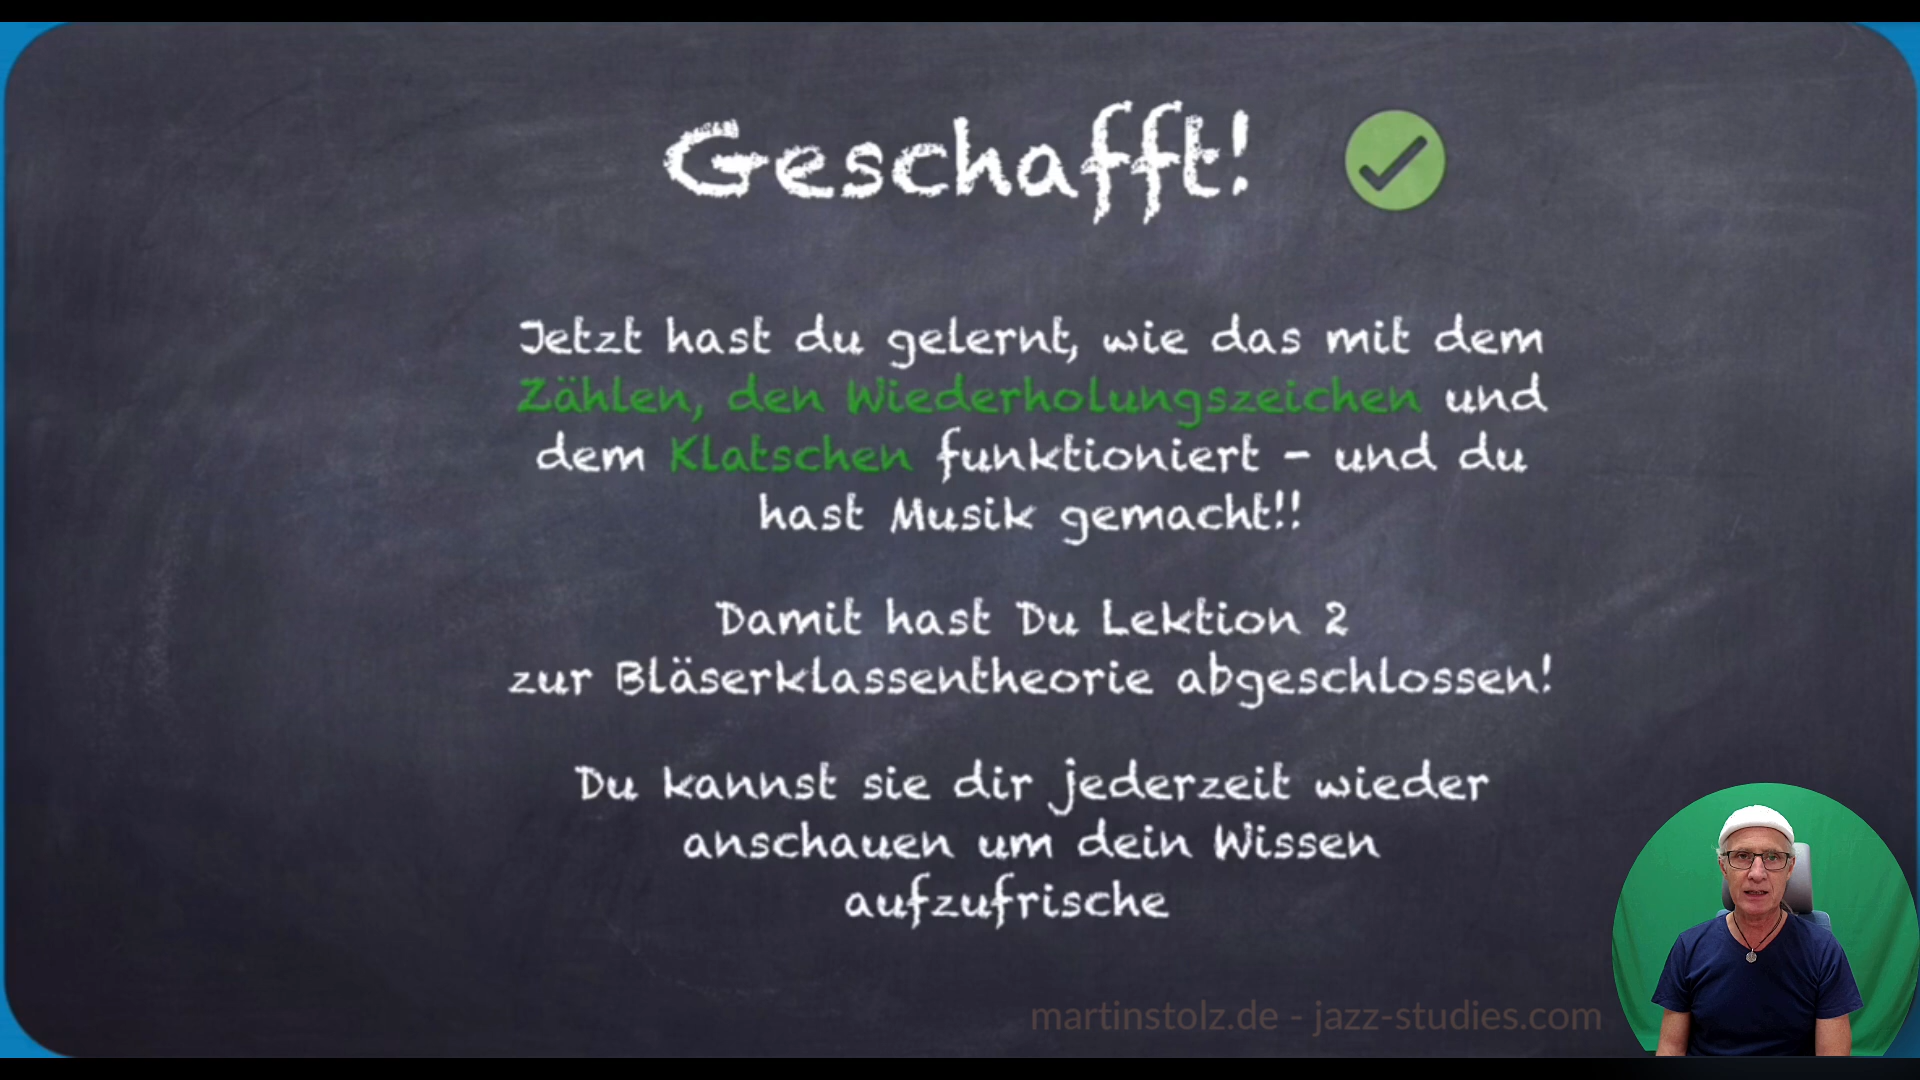 Geschafft!
Jetzt hast du gelernt, wie das mit dem
Zählen, den Wiederholungszeichen und
dem Klatschen funktioniert - und du
hast Musik gemacht!!
Damit hast Du Lektion 2
zur Bläserklassentheorie abgeschlossen!
Du kannst sie dir jederzeit wieder
anschauen um dein Wissen
aufzufrische
martinstolz.de - jazz-studies.com